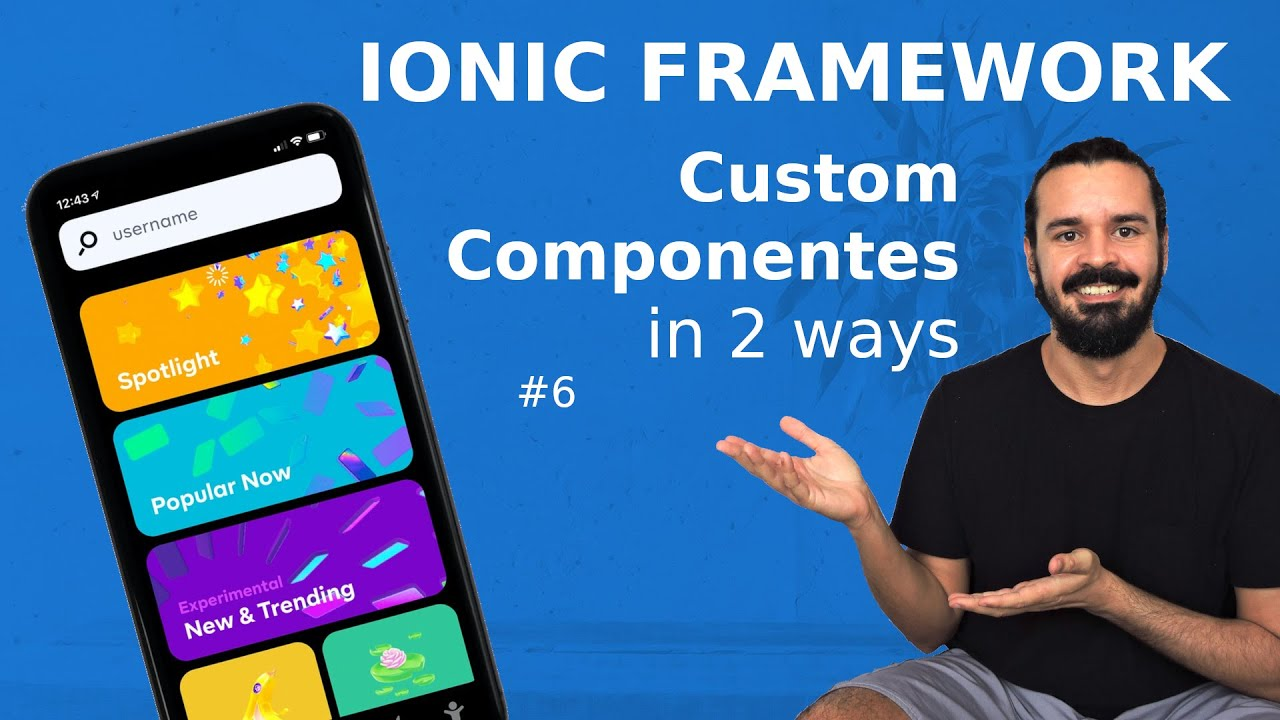 IONIC FRAMEWORK
Custom
Componentes
in 2 ways
#6
12:43
username
Spotlight
Popular Now
Experimental
New & Trending